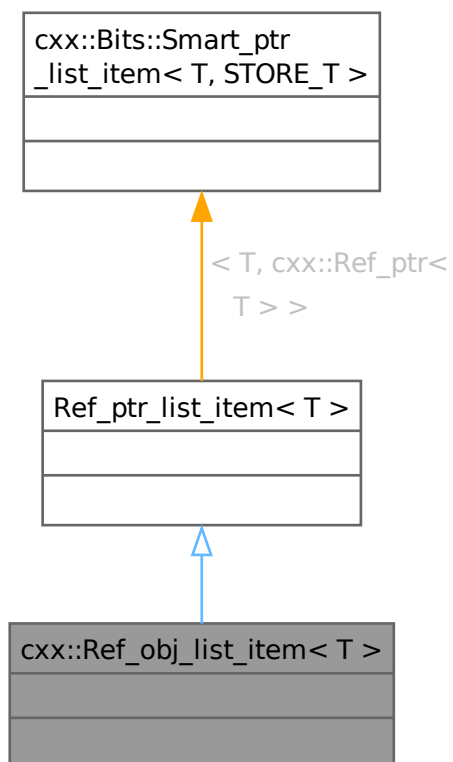 cxx::Bits::Smart_ptr
_list_item< T, STORE_T >
< T, cxx::Ref_ptr<
T > >
Ref_ptr_list_item< T >
cxx::Ref_obj_list_item< T >